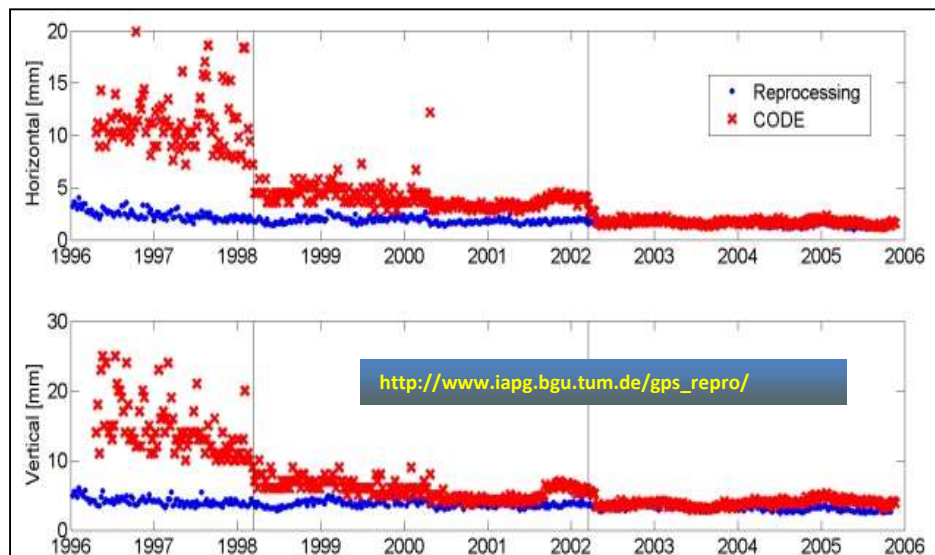 Horizontal [mm]
20
15
10
5
0
Reprocessing
CODE
1996 1997 1998 1999 2000 2001 2002 2003 2004 2005 2006
Vertical [mm]
30
20
10
0
http://www.iapg.bgu.tum.de/gps_repro/
1996 1997 1998 1999 2000 2001 2002 2003 2004 2005 2006